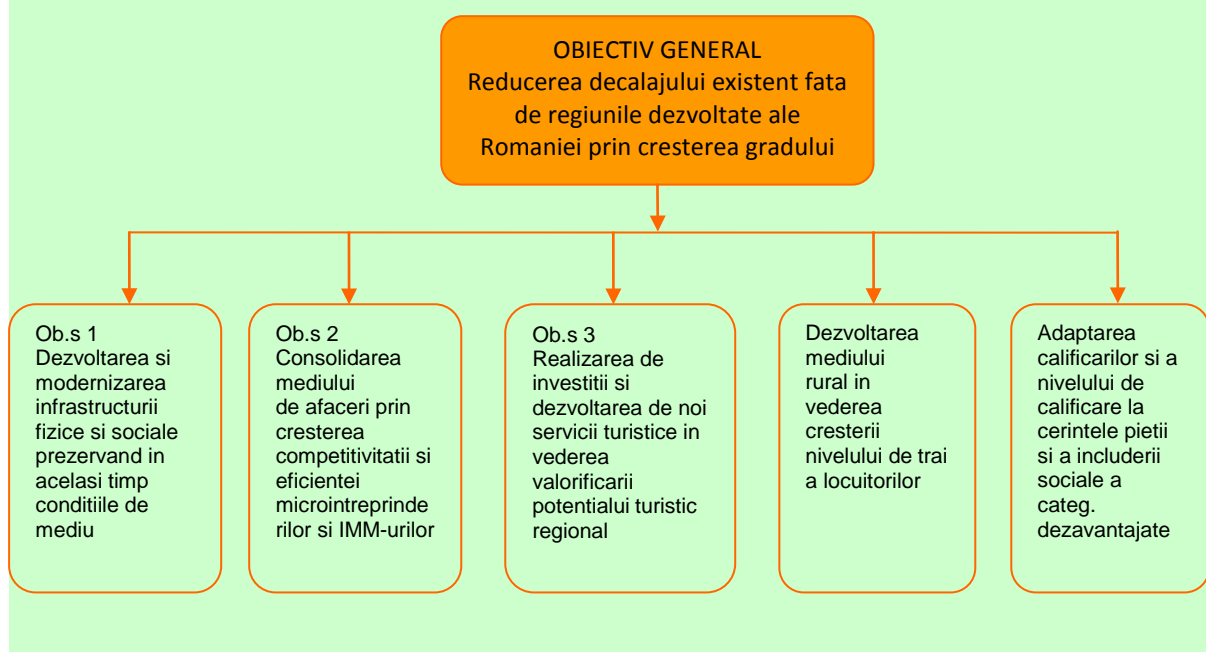 OBIECTIV GENERAL
Reducerea decalajului existent fata
de regiunile dezvoltate ale
Romaniei prin cresterea gradului
Ob.s 1
Dezvoltarea si
modernizarea
infrastructurii
fizice si sociale
prezervand in
acelasi timp
conditiile de
mediu
Ob.s 2
Consolidarea
mediului
de afaceri prin
cresterea
competitivitatii si
eficientei
microintreprinde
rilor si IMM-urilor
Ob.s 3
Realizarea de
investitii si
dezvoltarea de noi
servicii turistice in
vederea
valorificarii
potentialui turistic
regional
Dezvoltarea
mediului
rural in
vederea
cresterii
nivelului de trai
a locuitorilor
Adaptarea
calificarilor si a
nivelului de
calificare la
cerintele pietii
si a includerii
sociale a
categ.
dezavantajate